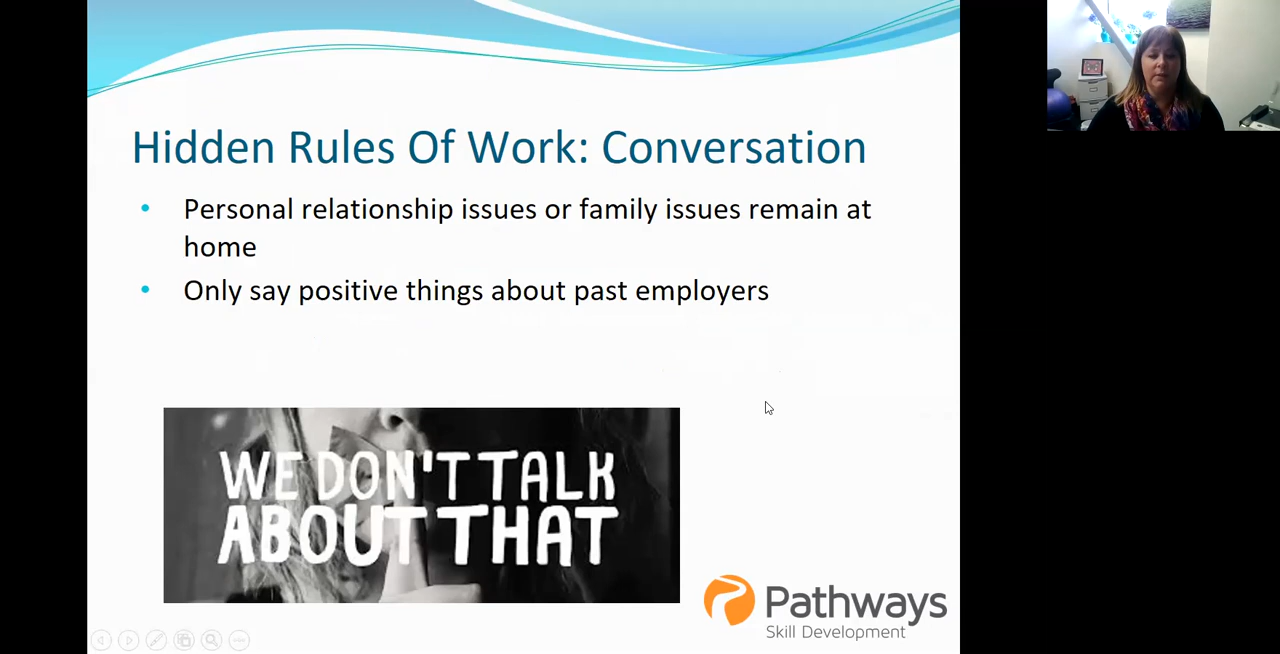 Hidden Rules Of Work: Conversation
• Personal relationship issues or family issues remain at
home
• Only say positive things about past employers
WE DON'T TALK
ABOUT THAT
Pathways
Skill Development